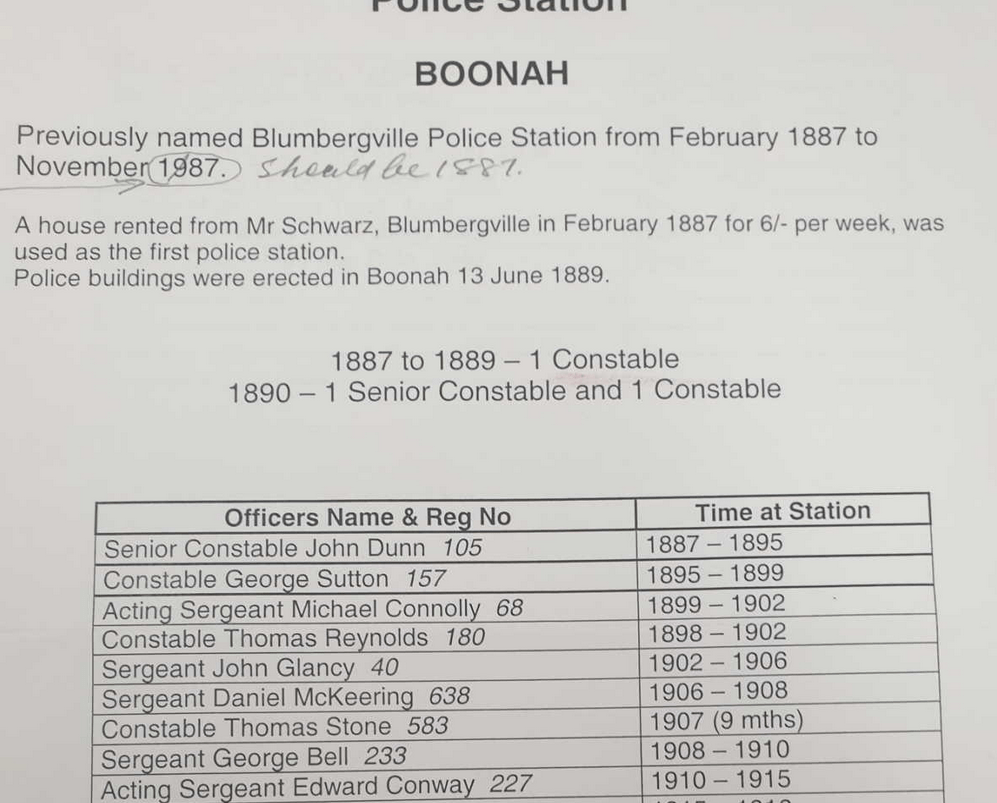 Police Station
BOONAH
Previously named Blumbergville Police Station from February 1887 to
November 1987. should be 1887.
A house rented from Mr Schwarz, Blumbergville in February 1887 for 6/- per week, was
used as the first police station.
Police buildings were erected in Boonah 13 June 1889.
1887 to 1889 – 1 Constable
1890 – 1 Senior Constable and 1 Constable
Officers Name & Reg No Time at Station
Senior Constable John Dunn 105 1887 – 1895
Constable George Sutton 157 1895 – 1899
Acting Sergeant Michael Connolly 68 1899 – 1902
Constable Thomas Reynolds 180 1898 – 1902
Sergeant John Glancy 40 1902 – 1906
Sergeant Daniel McKeering 638 1906 – 1908
Constable Thomas Stone 583 1907 (9 mths)
Sergeant George Bell 233 1908 – 1910
Acting Sergeant Edward Conway 227 1910 – 1915